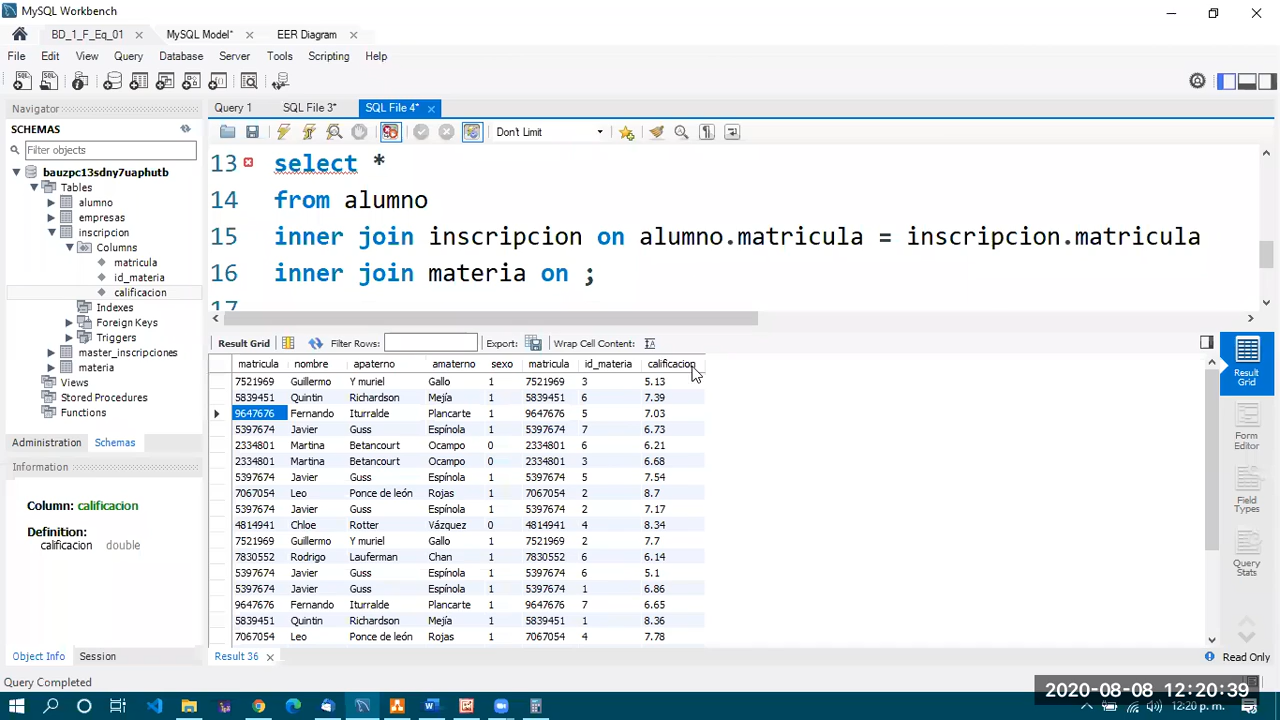 MySQL Workbench
BD_1_F_Eq_01 MySQL Model* EER Diagram
File Edit View Query Database Server Tools Scripting Help
Navigator
SCHEMAS
Filter objects
bauzpc13sdny7uaphutb
Tables
alumno
empresas
inscripcion
Columns
matricula
id_materia
calificacion
Indexes
Foreign Keys
Triggers
master_inscripciones
materia
Views
Stored Procedures
Functions
Administration Schemas
Information
Column: calificacion
Definition:
calificacion double
Object Info Session
Query 1 SQL File 3* SQL File 4*
Don't Limit
13 select *
14 from alumno
15 inner join inscripcion on alumno.matricula = inscripcion.matricula
16 inner join materia on ;
17
Result Grid Filter Rows: Export: Wrap Cell Content:
matricula nombre apaterno amaterno sexo matricula id_materia calificacion
7521969 Guillermo Y muriel Gallo 1 7521969 3 5.13
5839451 Quintin Richardson Mejía 1 5839451 6 7.39
9647676 Fernando Iturralde Plancarte 1 9647676 5 7.03
5397674 Javier Guss Espínola 1 5397674 7 6.73
2334801 Martina Betancourt Ocampo 0 2334801 6 6.21
2334801 Martina Betancourt Ocampo 0 2334801 3 6.68
5397674 Javier Guss Espínola 1 5397674 5 7.54
7067054 Leo Ponce de león Rojas 1 7067054 2 8.7
5397674 Javier Guss Espínola 1 5397674 2 7.17
4814941 Chloe Rotter Vázquez 0 4814941 4 8.34
7521969 Guillermo Y muriel Gallo 1 7521969 2 7.7
7830552 Rodrigo Lauferman Chan 1 7830552 6 6.14
5397674 Javier Guss Espínola 1 5397674 6 5.1
5397674 Javier Guss Espínola 1 5397674 1 6.86
9647676 Fernando Iturralde Plancarte 1 9647676 7 6.65
5839451 Quintin Richardson Mejía 1 5839451 1 8.36
7067054 Leo Ponce de león Rojas 1 7067054 4 7.78
Result Grid
Form Editor
Field Types
Query Stats
Result 36
Read Only
Query Completed
2020-08-08 12:20:39
12:20 p. m.